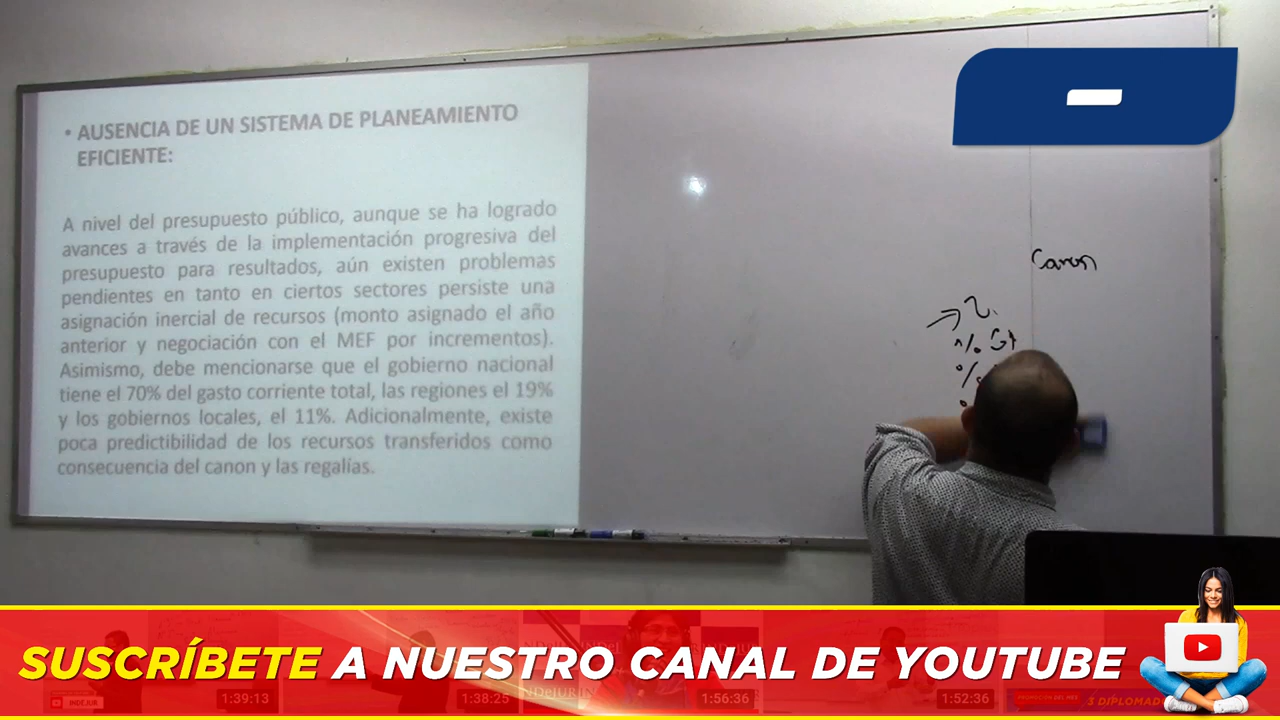 • AUSENCIA DE UN SISTEMA DE PLANEAMIENTO
EFICIENTE:
A nivel del presupuesto público, aunque se ha logrado
avances a través de la implementación progresiva del
presupuesto para resultados, aún existen problemas
pendientes en tanto en ciertos sectores persiste una
asignación inercial de recursos (monto asignado el año
anterior y negociación con el MEF por incrementos).
Asimismo, debe mencionarse que el gobierno nacional
tiene el 70% del gasto corriente total, las regiones el 19%
y los gobiernos locales, el 11%. Adicionalmente, existe
poca predictibilidad de los recursos transferidos como
consecuencia del canon y las regalías.
Canon
SUSCRÍBETE A NUESTRO CANAL DE YOUTUBE
1:39:13
1:38:25
1:56:36
1:52:36
INDEJUR
3 DIPLOMAD